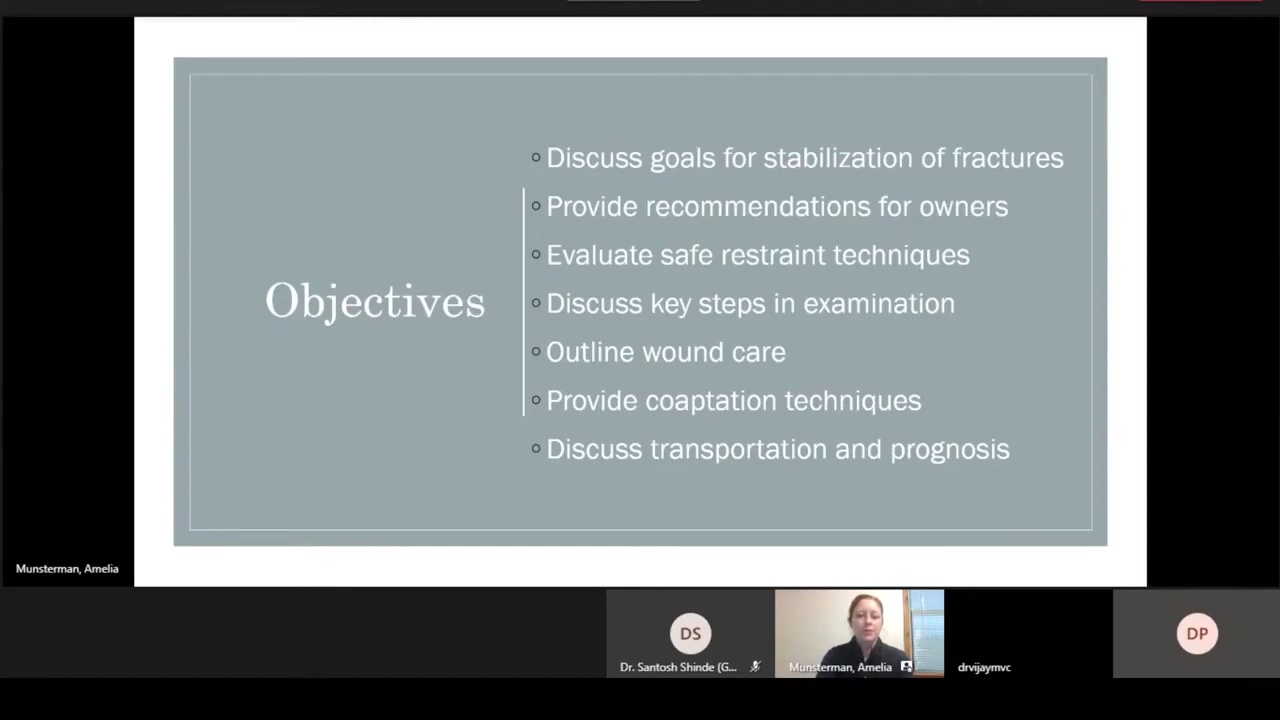 Discuss goals for stabilization of fractures
Provide recommendations for owners
Evaluate safe restraint techniques
Objectives
Discuss key steps in examination
Outline wound care
Provide coaptation techniques
Discuss transportation and prognosis
Munsterman, Amelia
DS
DP
Dr. Santosh Shinde (G...
Munsterman, Amelia
drvijaymvc